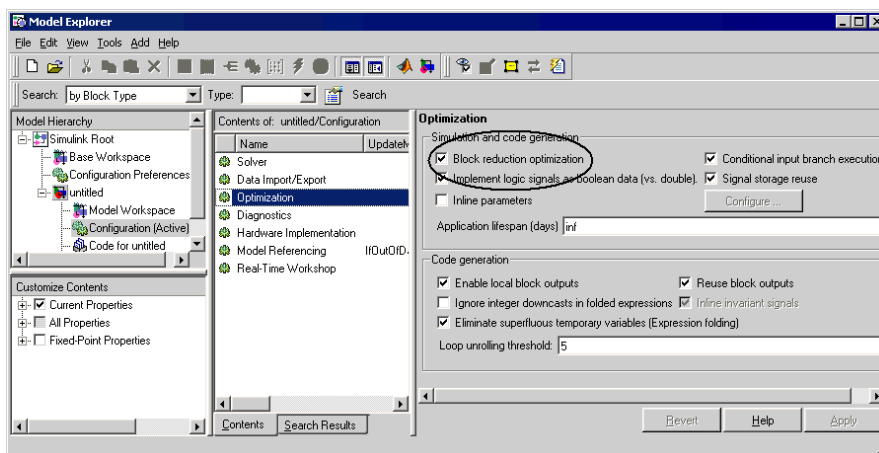 Model Explorer
File Edit View Tools Add Help
Search: by Block Type Type: Search
Model Hierarchy
Simulink Root
Base Workspace
Configuration Preferences
untitled
Model Workspace
Configuration (Active)
Code for untitled
Customize Contents
Current Properties
All Properties
Fixed-Point Properties
Contents of: untitled/Configuration
Name
Solver
Data Import/Export
Optimization
Diagnostics
Hardware Implementation
Model Referencing IfOutOfD.
Real-Time Workshop
Contents Search Results
Optimization
Simulation and code generation
Block reduction optimization Conditional input branch execution
Implement logic signals as boolean data (vs. double). Signal storage reuse
Inline parameters Configure ...
Application lifespan (days) inf
Code generation
Enable local block outputs Reuse block outputs
Ignore integer downcasts in folded expressions Inline invariant signals
Eliminate superfluous temporary variables (Expression folding)
Loop unrolling threshold: 5
Revert Help Apply